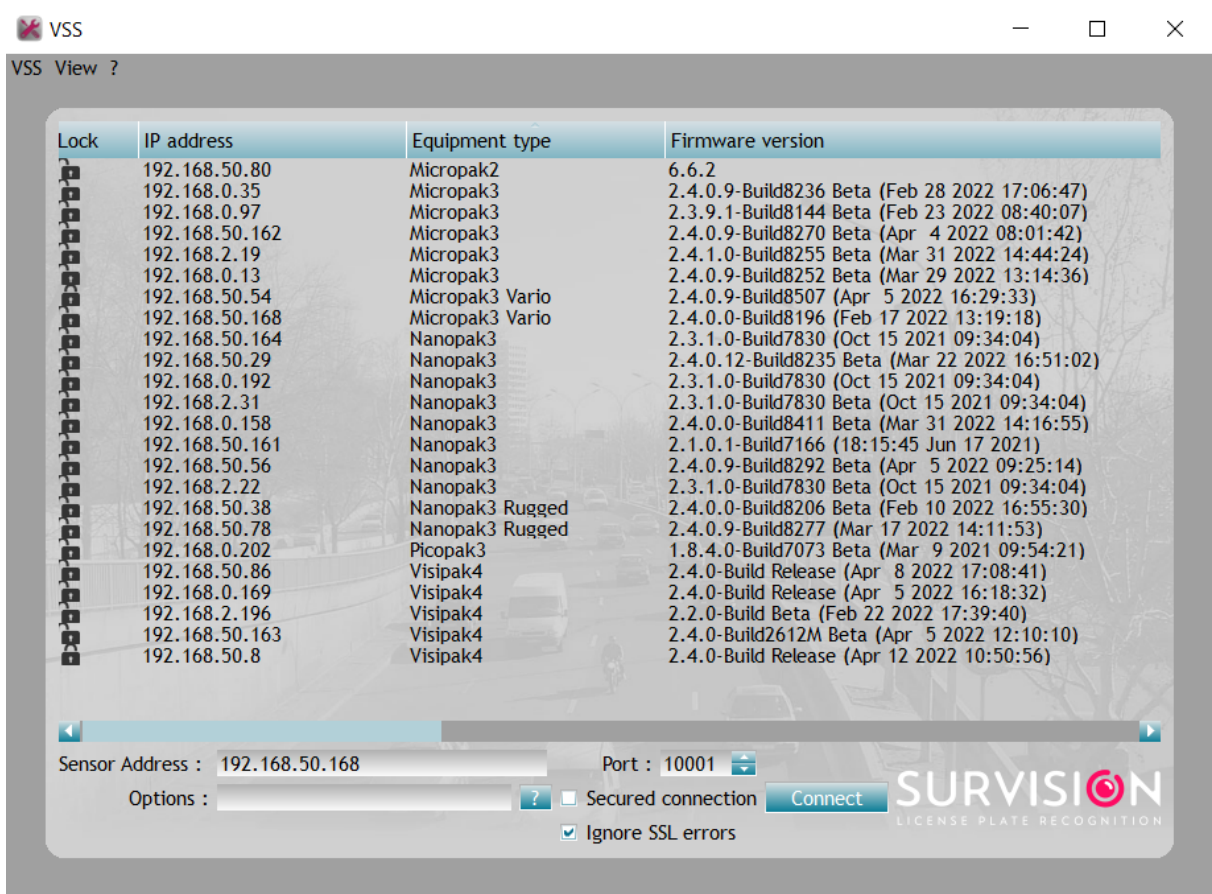 VSS
VSS View ?
Lock IP address Equipment type Firmware version
192.168.50.80 Micropak2 6.6.2
192.168.0.35 Micropak3 2.4.0.9-Build8236 Beta (Feb 28 2022 17:06:47)
192.168.0.97 Micropak3 2.3.9.1-Build8144 Beta (Feb 23 2022 08:40:07)
192.168.50.162 Micropak3 2.4.0.9-Build8270 Beta (Apr 4 2022 08:01:42)
192.168.2.19 Micropak3 2.4.1.0-Build8255 Beta (Mar 31 2022 14:44:24)
192.168.0.13 Micropak3 2.4.0.9-Build8252 Beta (Mar 29 2022 13:14:36)
192.168.50.54 Micropak3 Vario 2.4.0.9-Build8507 (Apr 5 2022 16:29:33)
192.168.50.168 Micropak3 Vario 2.4.0.0-Build8196 (Feb 17 2022 13:19:18)
192.168.50.164 Nanopak3 2.3.1.0-Build7830 (Oct 15 2021 09:34:04)
192.168.50.29 Nanopak3 2.4.0.12-Build8235 Beta (Mar 22 2022 16:51:02)
192.168.0.192 Nanopak3 2.3.1.0-Build7830 (Oct 15 2021 09:34:04)
192.168.2.31 Nanopak3 2.3.1.0-Build7830 Beta (Oct 15 2021 09:34:04)
192.168.0.158 Nanopak3 2.4.0.0-Build8411 Beta (Mar 31 2022 14:16:55)
192.168.50.161 Nanopak3 2.1.0.1-Build7166 (18:15:45 Jun 17 2021)
192.168.50.56 Nanopak3 2.4.0.9-Build8292 Beta (Apr 5 2022 09:25:14)
192.168.2.22 Nanopak3 2.3.1.0-Build7830 Beta (Oct 15 2021 09:34:04)
192.168.50.38 Nanopak3 Rugged 2.4.0.0-Build8206 Beta (Feb 10 2022 16:55:30)
192.168.50.78 Nanopak3 Rugged 2.4.0.9-Build8277 (Mar 17 2022 14:11:53)
192.168.0.202 Picopak3 1.8.4.0-Build7073 Beta (Mar 9 2021 09:54:21)
192.168.50.86 Visipak4 2.4.0-Build Release (Apr 8 2022 17:08:41)
192.168.0.169 Visipak4 2.4.0-Build Release (Apr 5 2022 16:18:32)
192.168.2.196 Visipak4 2.2.0-Build Beta (Feb 22 2022 17:39:40)
192.168.50.163 Visipak4 2.4.0-Build2612M Beta (Apr 5 2022 12:10:10)
192.168.50.8 Visipak4 2.4.0-Build Release (Apr 12 2022 10:50:56)
Sensor Address : 192.168.50.168 Port : 10001
Options : ? Secured connection Connect
Ignore SSL errors
SURVISION
LICENSE PLATE RECOGNITION